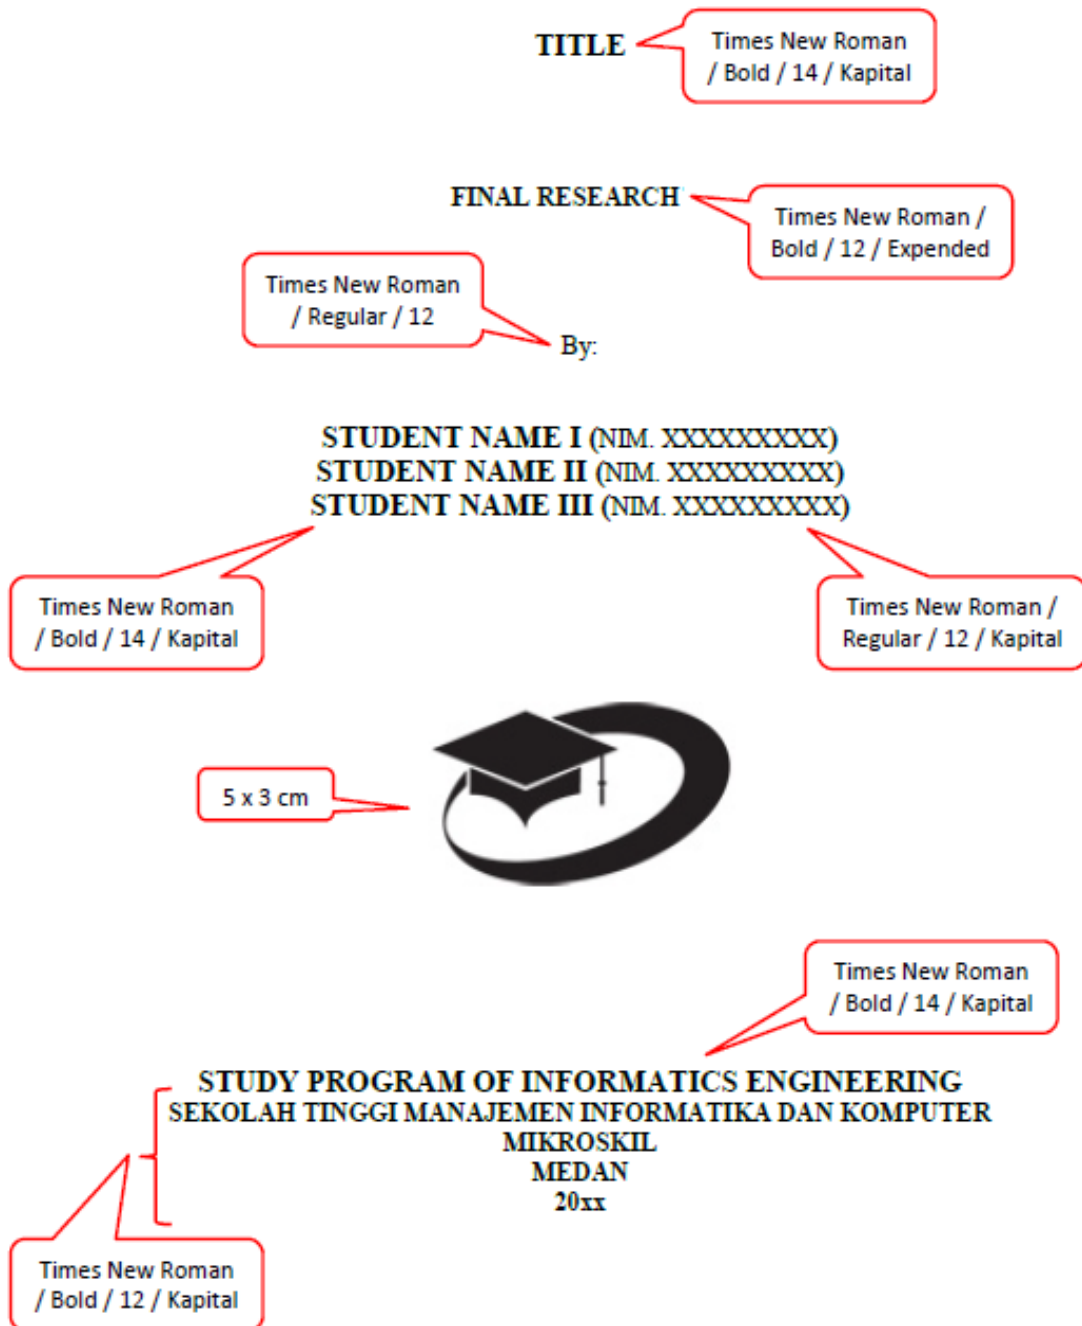 TITLE
Times New Roman
/ Bold / 14 / Kapital
FINAL RESEARCH
Times New Roman /
Bold / 12 / Expended
Times New Roman
/ Regular / 12
By:
STUDENT NAME I (NIM. XXXXXXXXX)
STUDENT NAME II (NIM. XXXXXXXXX)
STUDENT NAME III (NIM. XXXXXXXXX)
Times New Roman
/ Bold / 14 / Kapital
Times New Roman /
Regular / 12 / Kapital
5 x 3 cm
Times New Roman
/ Bold / 14 / Kapital
STUDY PROGRAM OF INFORMATICS ENGINEERING
SEKOLAH TINGGI MANAJEMEN INFORMATIKA DAN KOMPUTER
MIKROSKIL
MEDAN
20xx
Times New Roman
/ Bold / 12 / Kapital